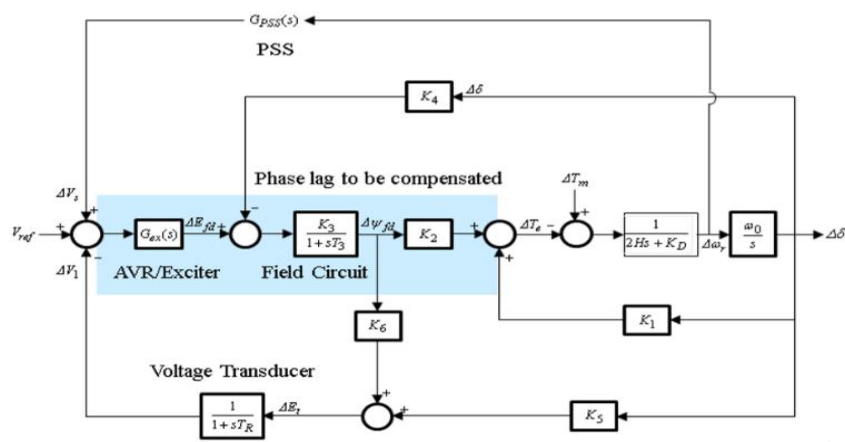 G_PSS(s)
PSS
K_4
Δδ
Phase lag to be compensated
ΔV_s
ΔT_m
V_ref
+
+
−
G_ex(s)
ΔE_fd
+
−
K_3
1+sT_3
Δψ_fd
K_2
+
+
ΔT_e
−
+
1
2Hs+K_D
Δω_r
ω_0
s
Δδ
ΔV_1
AVR/Exciter
Field Circuit
K_6
K_1
Voltage Transducer
1
1+sT_R
ΔE_t
+
+
K_5